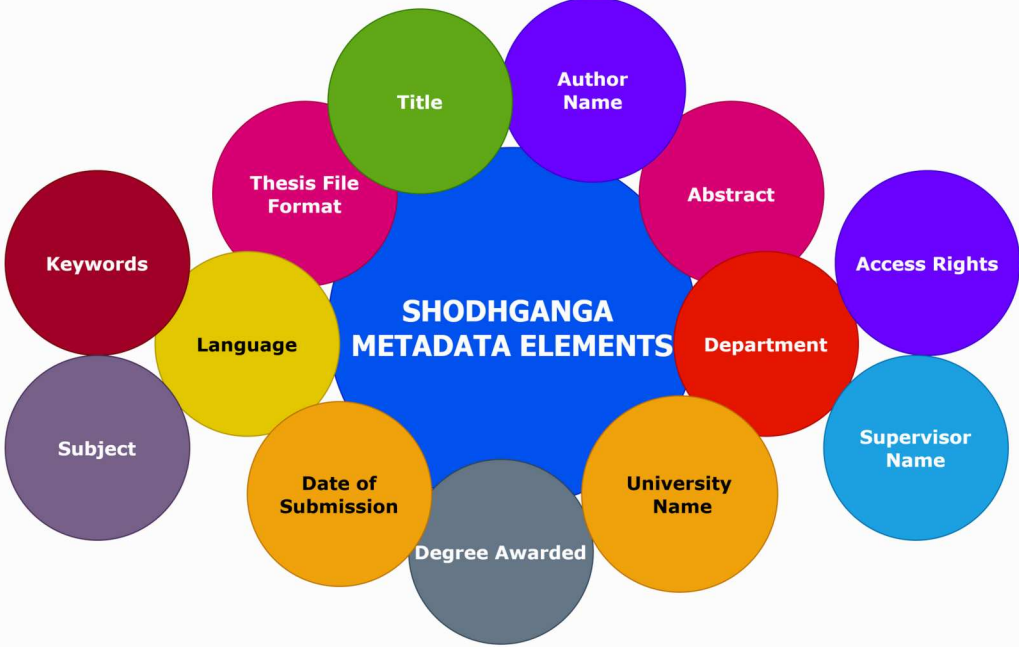 Title
Author
Name
Thesis File
Format
Abstract
Keywords
Access Rights
SHODHGANGA
METADATA ELEMENTS
Language
Department
Subject
Supervisor
Name
Date of
Submission
University
Name
Degree Awarded